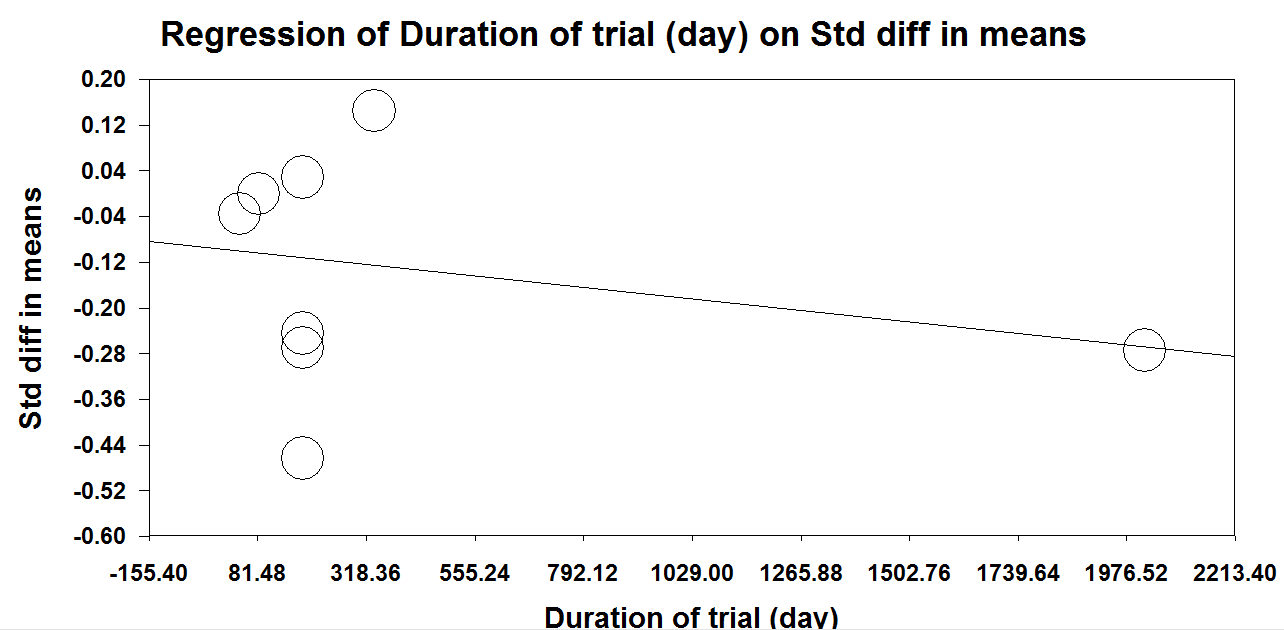 Regression of Duration of trial (day) on Std diff in means
0.20
0.12
0.04
-0.04
-0.12
-0.20
-0.28
-0.36
-0.44
-0.52
-0.60
Std diff in means
-155.40 81.48 318.36 555.24 792.12 1029.00 1265.88 1502.76 1739.64 1976.52 2213.40
Duration of trial (day)